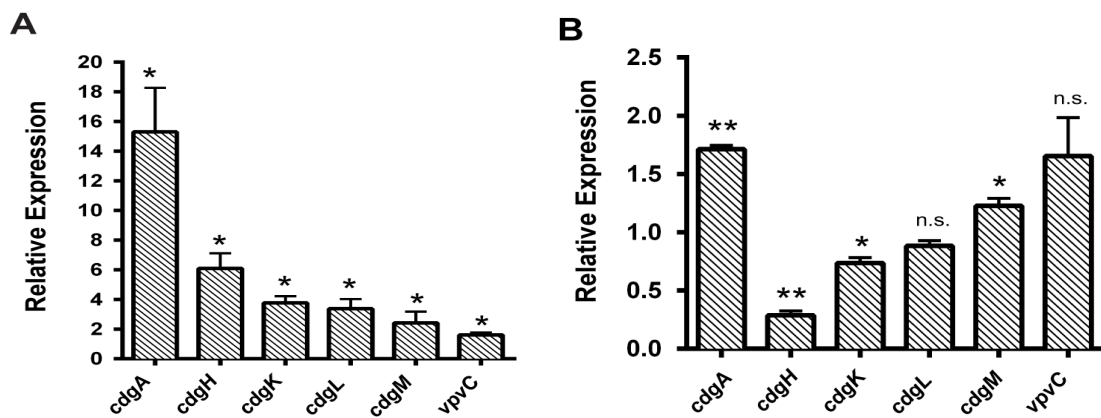 A
Relative Expression
20
18
16
14
12
10
8
6
4
2
0
*
*
*
*
*
*
cdgA
cdgH
cdgK
cdgL
cdgM
vpvC
B
Relative Expression
2.5
2.0
1.5
1.0
0.5
0.0
**
**
*
n.s.
*
n.s.
cdgA
cdgH
cdgK
cdgL
cdgM
vpvC